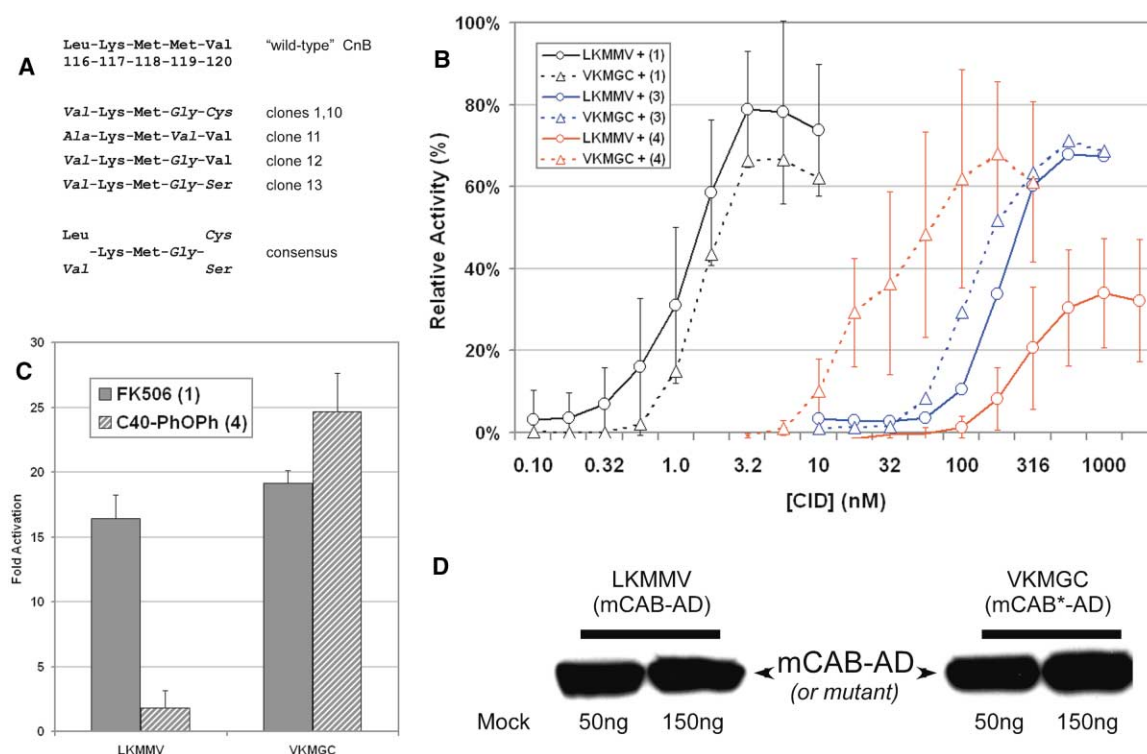 A
Leu-Lys-Met-Met-Val "wild-type" CnB
116-117-118-119-120
Val-Lys-Met-Gly-Cys clones 1,10
Ala-Lys-Met-Val-Val clone 11
Val-Lys-Met-Gly-Val clone 12
Val-Lys-Met-Gly-Ser clone 13
Leu Cys
-Lys-Met-Gly- consensus
Val Ser
B
100%
80%
60%
40%
20%
0%
Relative Activity (%)
LKMMV + (1)
VKMGC + (1)
LKMMV + (3)
VKMGC + (3)
LKMMV + (4)
VKMGC + (4)
0.10 0.32 1.0 3.2 10 32 100 316 1000
[CID] (nM)
C
30
25
20
15
10
5
0
Fold Activation
FK506 (1)
C40-PhOPh (4)
LKMMV VKMGC
D
LKMMV VKMGC
(mCAB-AD) (mCAB*-AD)
mCAB-AD
(or mutant)
Mock 50ng 150ng 50ng 150ng